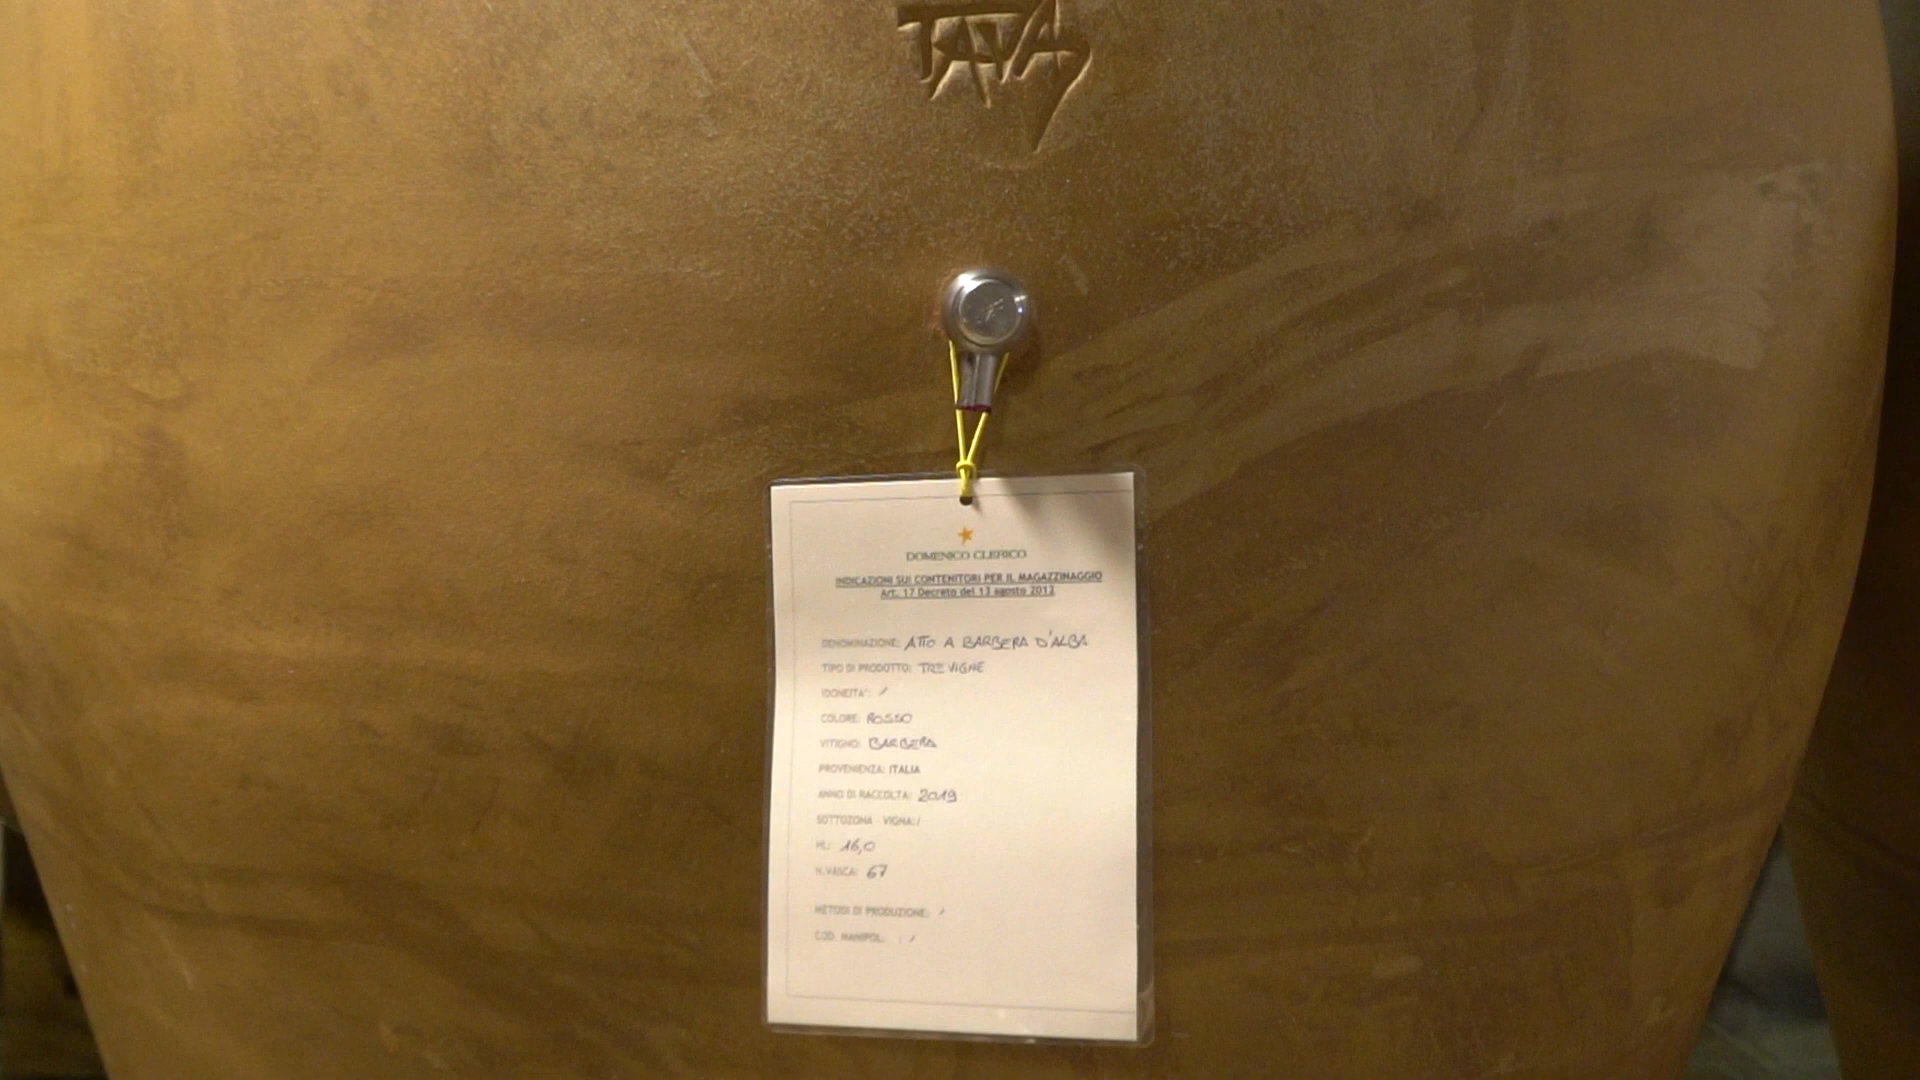 TAVA
DOMENICO CLERICO
INDICAZIONI SUI CONTENITORI PER IL MAGAZZINAGGIO
Art. 17 Decreto del 13 agosto 2012
DENOMINAZIONE: ATTO A BARBERA D'ALBA
TIPO DI PRODOTTO: TREVIGNE
IDONEITA': /
COLORE: ROSSO
VITIGNO: BARBERA
PROVENIENZA: ITALIA
ANNO DI RACCOLTA: 2019
SOTTOZONA VIGNA: /
HL: 16,0
N. VASCA: 67
METODI DI PRODUZIONE: /
COD. MANIPOL. : /